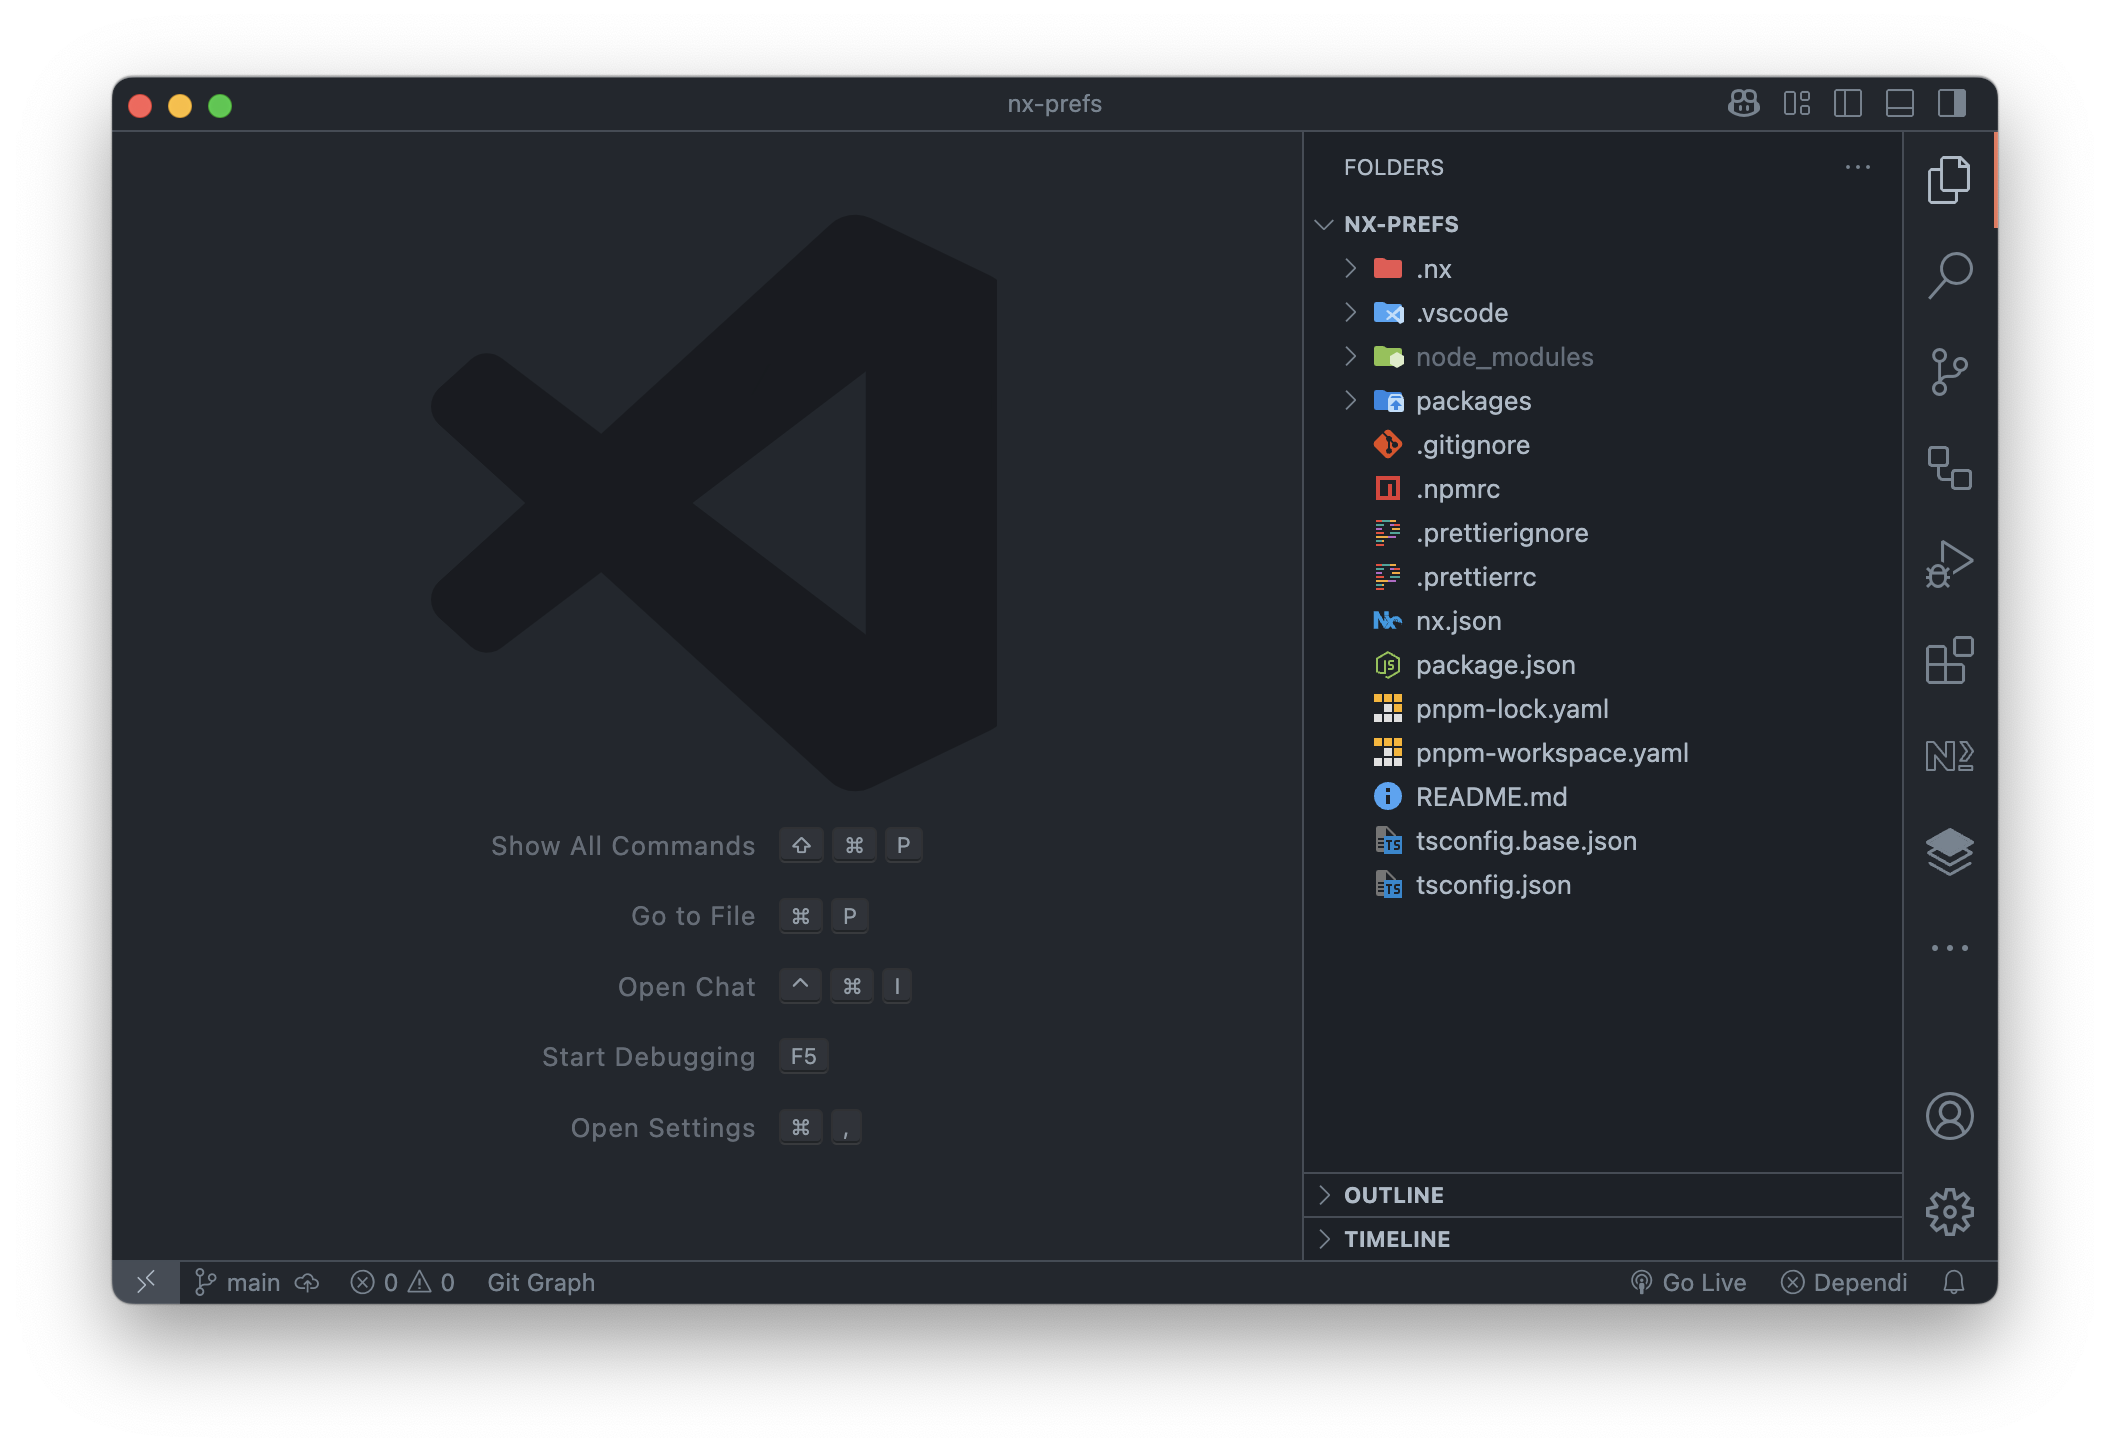 nx-prefs
FOLDERS
NX-PREFS
.nx
.vscode
node_modules
packages
.gitignore
.npmrc
.prettierignore
.prettierrc
nx.json
package.json
pnpm-lock.yaml
pnpm-workspace.yaml
README.md
tsconfig.base.json
tsconfig.json
OUTLINE
TIMELINE
Show All Commands ⇧ ⌘ P
Go to File ⌘ P
Open Chat ^ ⌘ I
Start Debugging F5
Open Settings ⌘ ,
main 0 0 Git Graph Go Live Dependi